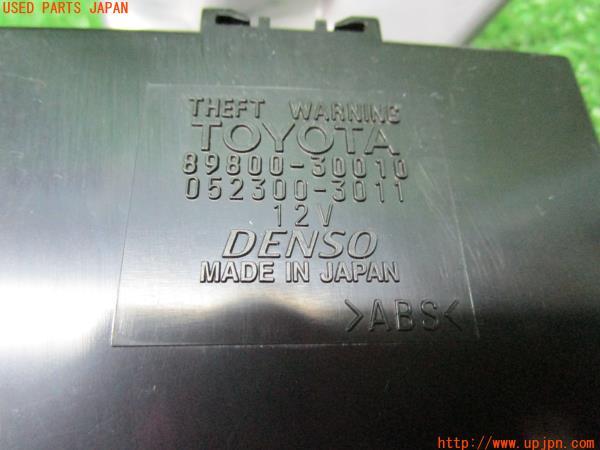 USED PARTS JAPAN
THEFT WARNING
TOYOTA
89800-30010
052300-3011
12V
DENSO
MADE IN JAPAN
>ABS<
http://www.upjpn.com